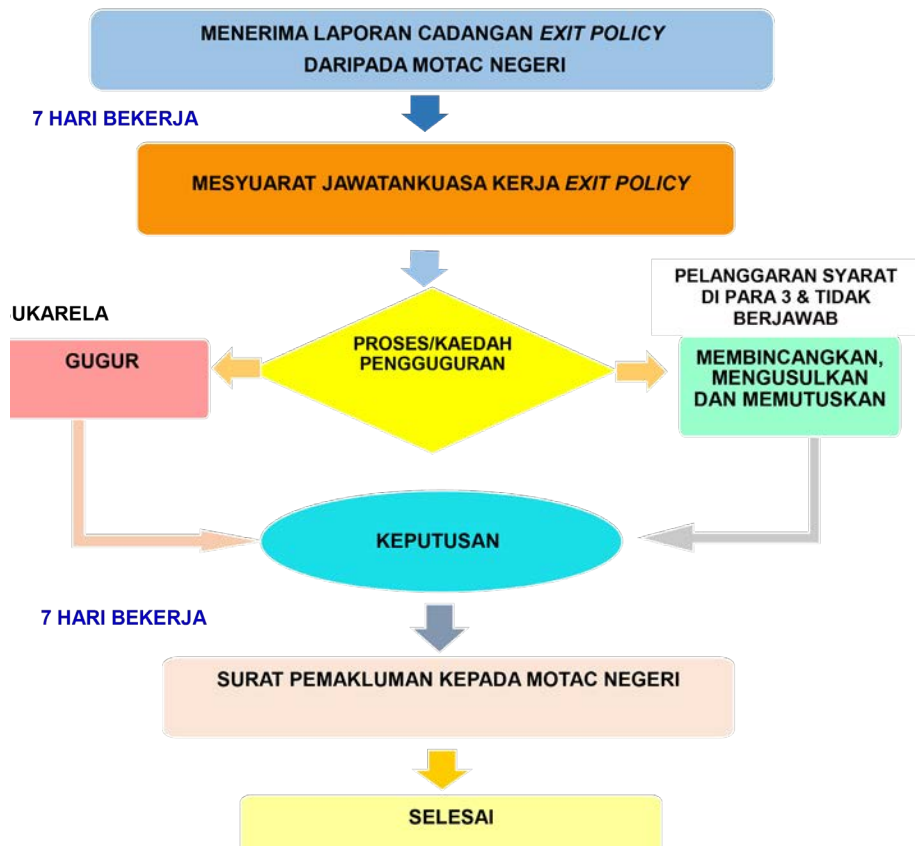 MENERIMA LAPORAN CADANGAN EXIT POLICY
DARIPADA MOTAC NEGERI
7 HARI BEKERJA
MESYUARAT JAWATANKUASA KERJA EXIT POLICY
PELANGGARAN SYARAT
DI PARA 3 & TIDAK
BERJAWAB
UKARELA
GUGUR
PROSES/KAEDAH
PENGGUGURAN
MEMBINCANGKAN,
MENGUSULKAN
DAN MEMUTUSKAN
KEPUTUSAN
7 HARI BEKERJA
SURAT PEMAKLUMAN KEPADA MOTAC NEGERI
SELESAI